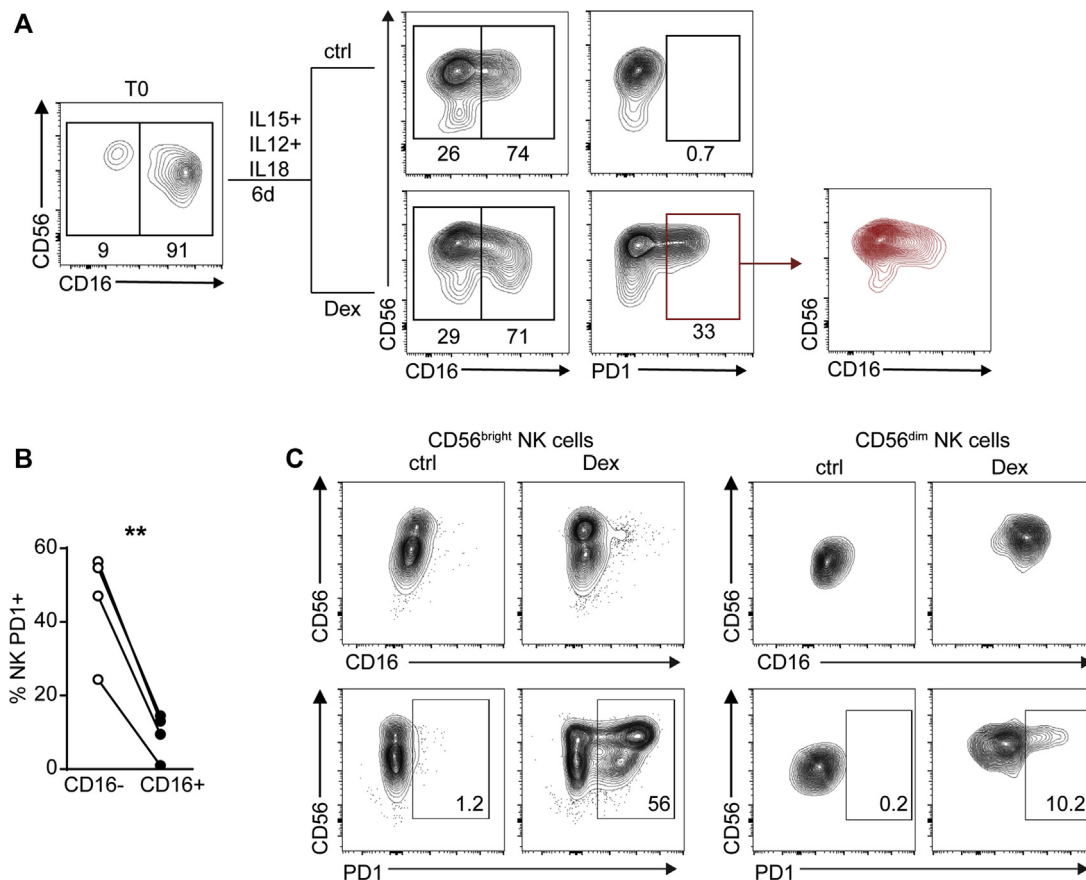 A
T0
CD56
9 91
CD16
IL15+
IL12+
IL18
6d
ctrl
Dex
CD56
26 74
0.7
29 71
33
CD56
CD16
PD1
CD56
CD16
B
**
% NK PD1+
60
40
20
0
CD16- CD16+
C
CD56bright NK cells
ctrl Dex
CD56
CD16
CD56
1.2
56
PD1
CD56dim NK cells
ctrl Dex
CD56
CD16
CD56
0.2
10.2
PD1